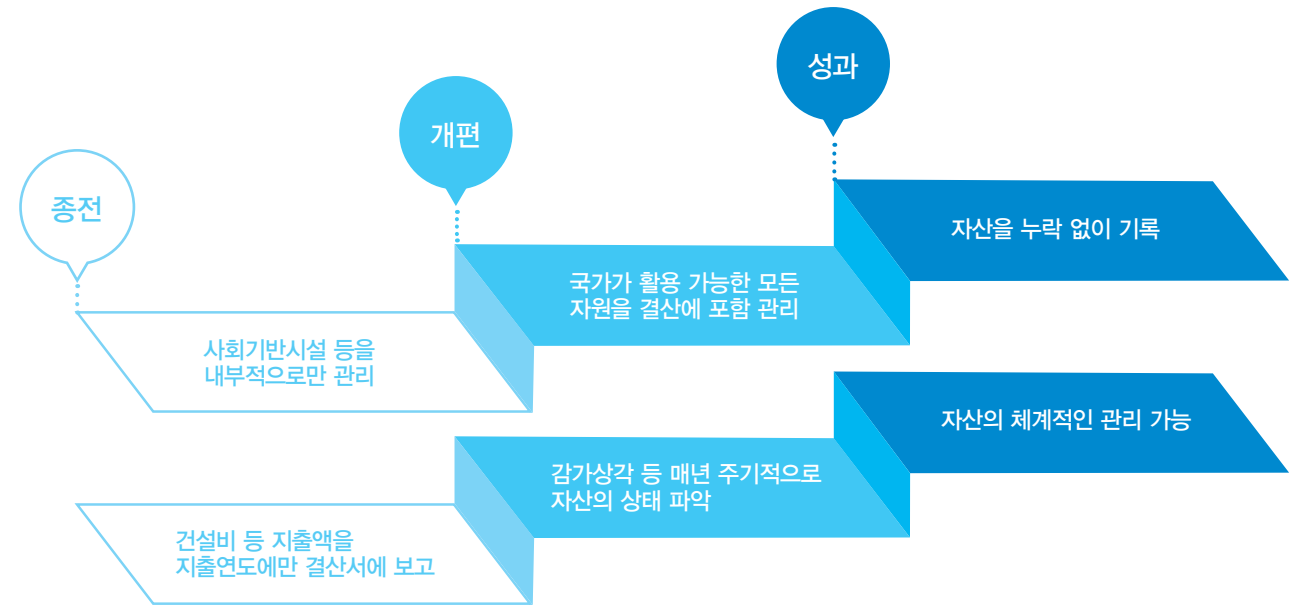 종전
개편
성과
사회기반시설 등을
내부적으로만 관리
국가가 활용 가능한 모든
자원을 결산에 포함 관리
자산을 누락 없이 기록
건설비 등 지출액을
지출연도에만 결산서에 보고
감가상각 등 매년 주기적으로
자산의 상태 파악
자산의 체계적인 관리 가능